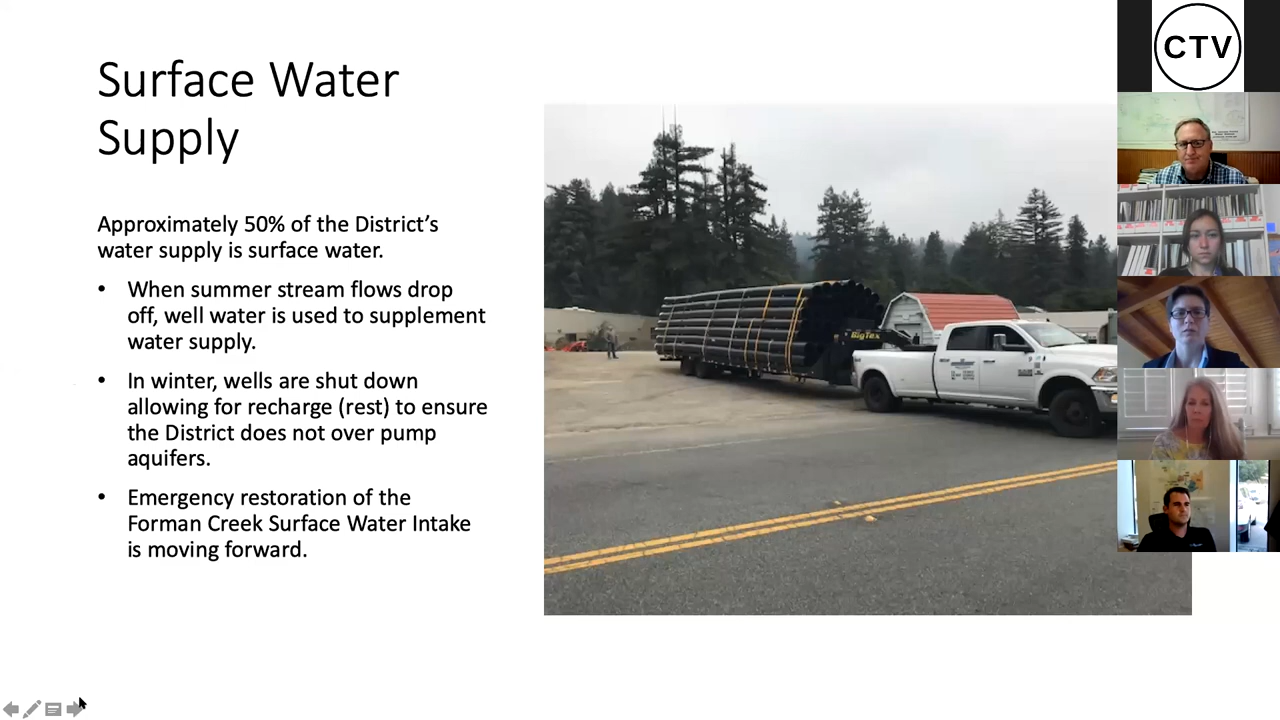 Surface Water
Supply
Approximately 50% of the District's
water supply is surface water.
• When summer stream flows drop
off, well water is used to supplement
water supply.
• In winter, wells are shut down
allowing for recharge (rest) to ensure
the District does not over pump
aquifers.
• Emergency restoration of the
Forman Creek Surface Water Intake
is moving forward.
BigTex
CTV